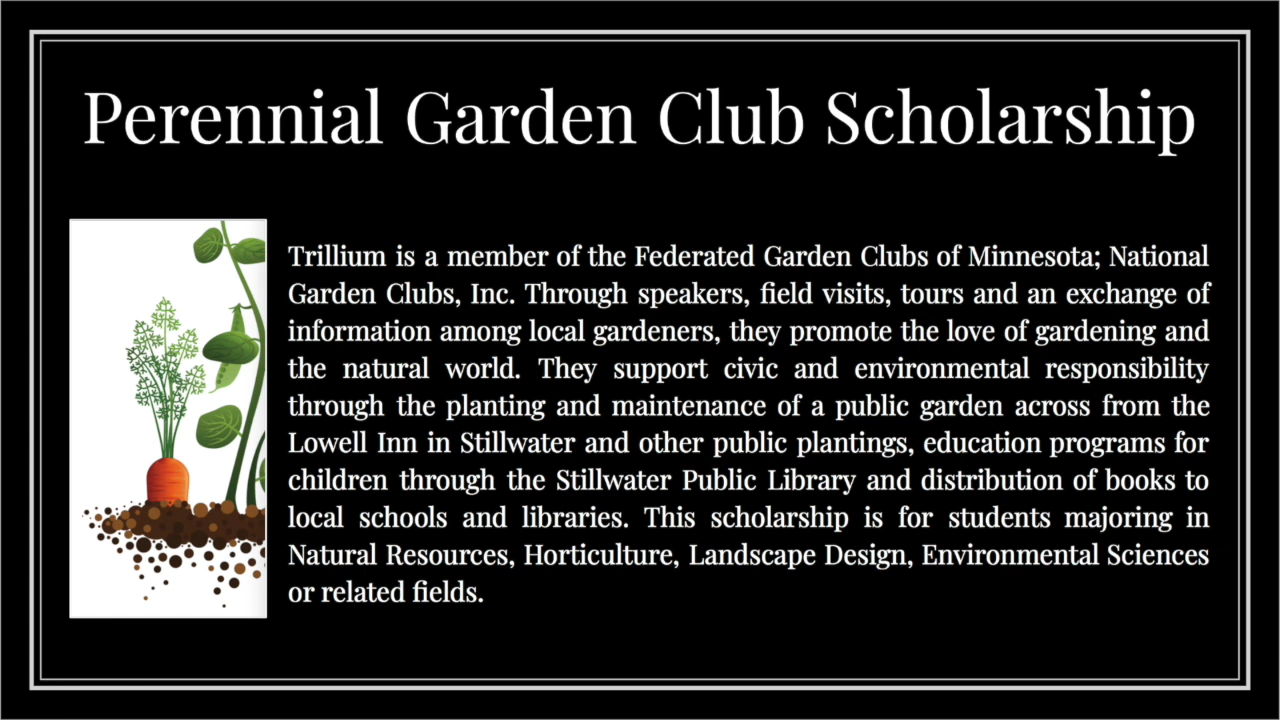 Perennial Garden Club Scholarship
Trillium is a member of the Federated Garden Clubs of Minnesota; National
Garden Clubs, Inc. Through speakers, field visits, tours and an exchange of
information among local gardeners, they promote the love of gardening and
the natural world. They support civic and environmental responsibility
through the planting and maintenance of a public garden across from the
Lowell Inn in Stillwater and other public plantings, education programs for
children through the Stillwater Public Library and distribution of books to
local schools and libraries. This scholarship is for students majoring in
Natural Resources, Horticulture, Landscape Design, Environmental Sciences
or related fields.